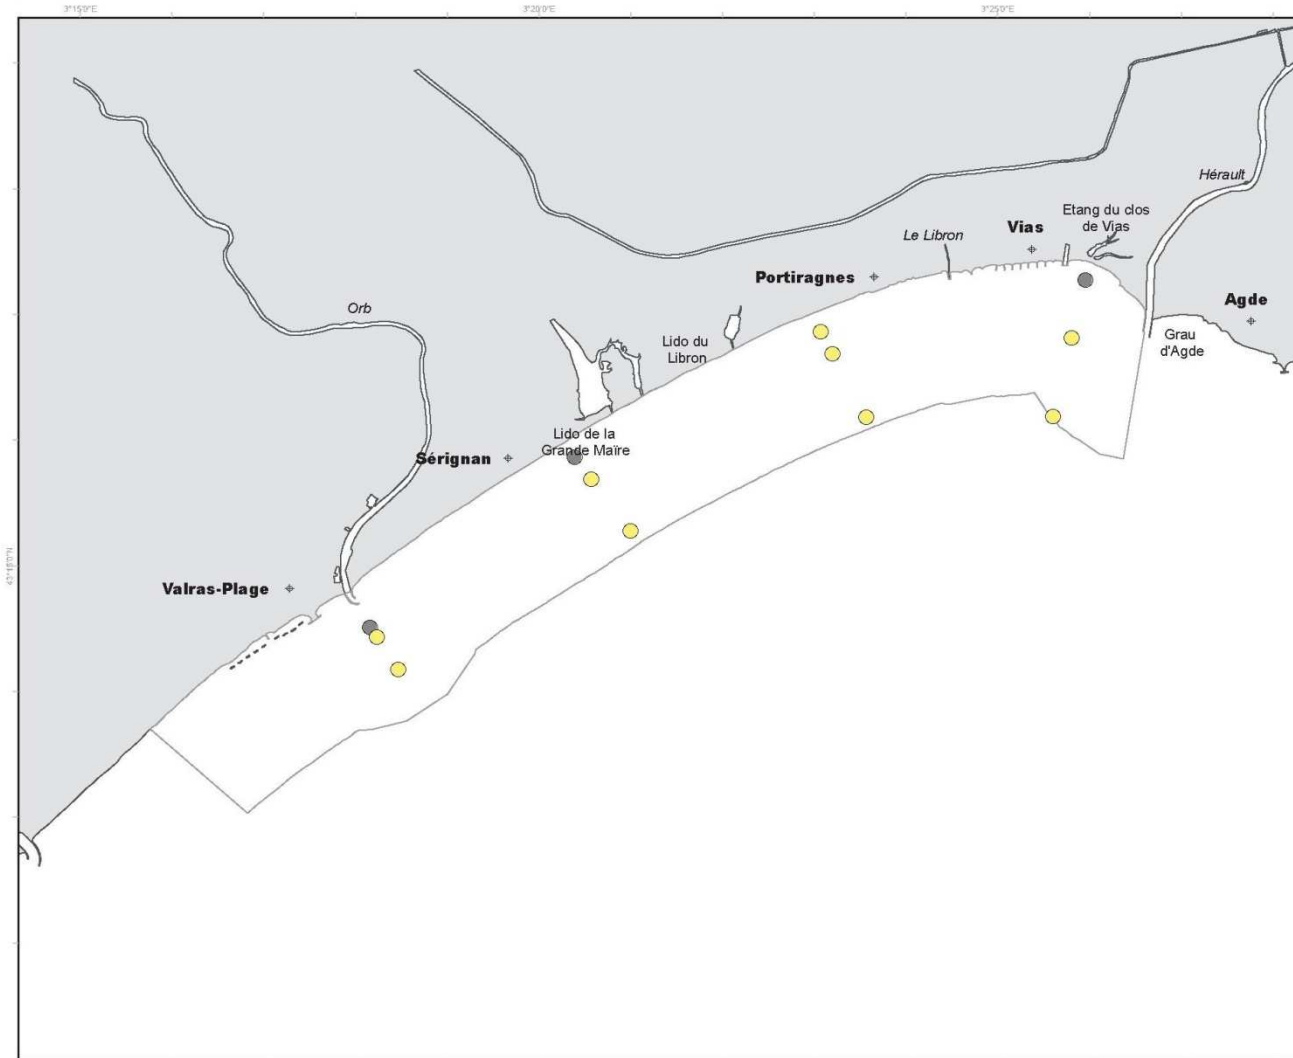 3°15'0"E
3°20'0"E
3°25'0"E
Hérault
Etang du clos
de Vias
Vias
Le Libron
Portiragnes
Agde
Orb
Lido du
Libron
Grau
d'Agde
Lido de la
Grande Maïre
Sérignan
43°15'0"N
Valras-Plage